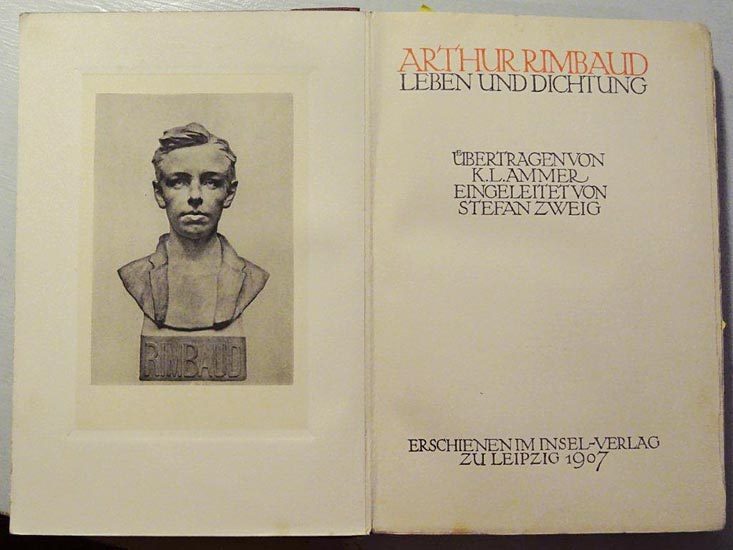 RIMBAUD
ARTHUR RIMBAUD
LEBEN UND DICHTUNG
ÜBERTRAGEN VON
K.L.AMMER
EINGELEITET VON
STEFAN ZWEIG
ERSCHIENEN IM INSEL-VERLAG
ZU LEIPZIG 1907